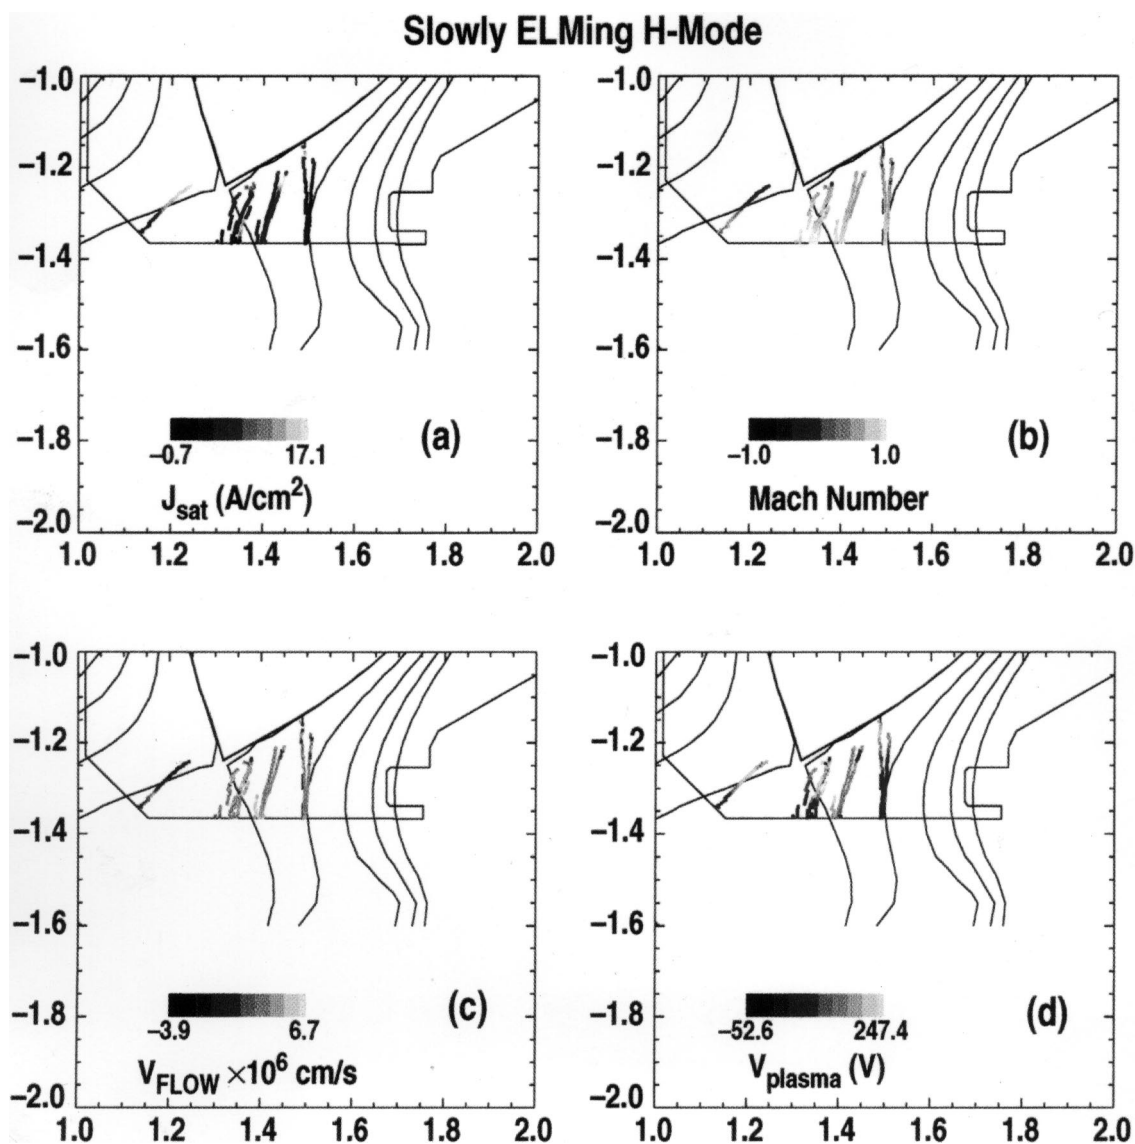 Slowly ELMing H-Mode
−1.0
−1.2
−1.4
−1.6
−1.8
−2.0
1.0 1.2 1.4 1.6 1.8 2.0
−0.7 17.1
J_sat (A/cm²)
(a)
−1.0
−1.2
−1.4
−1.6
−1.8
−2.0
1.0 1.2 1.4 1.6 1.8 2.0
−1.0 1.0
Mach Number
(b)
−1.0
−1.2
−1.4
−1.6
−1.8
−2.0
1.0 1.2 1.4 1.6 1.8 2.0
−3.9 6.7
V_FLOW ×10⁶ cm/s
(c)
−1.0
−1.2
−1.4
−1.6
−1.8
−2.0
1.0 1.2 1.4 1.6 1.8 2.0
−52.6 247.4
V_plasma (V)
(d)